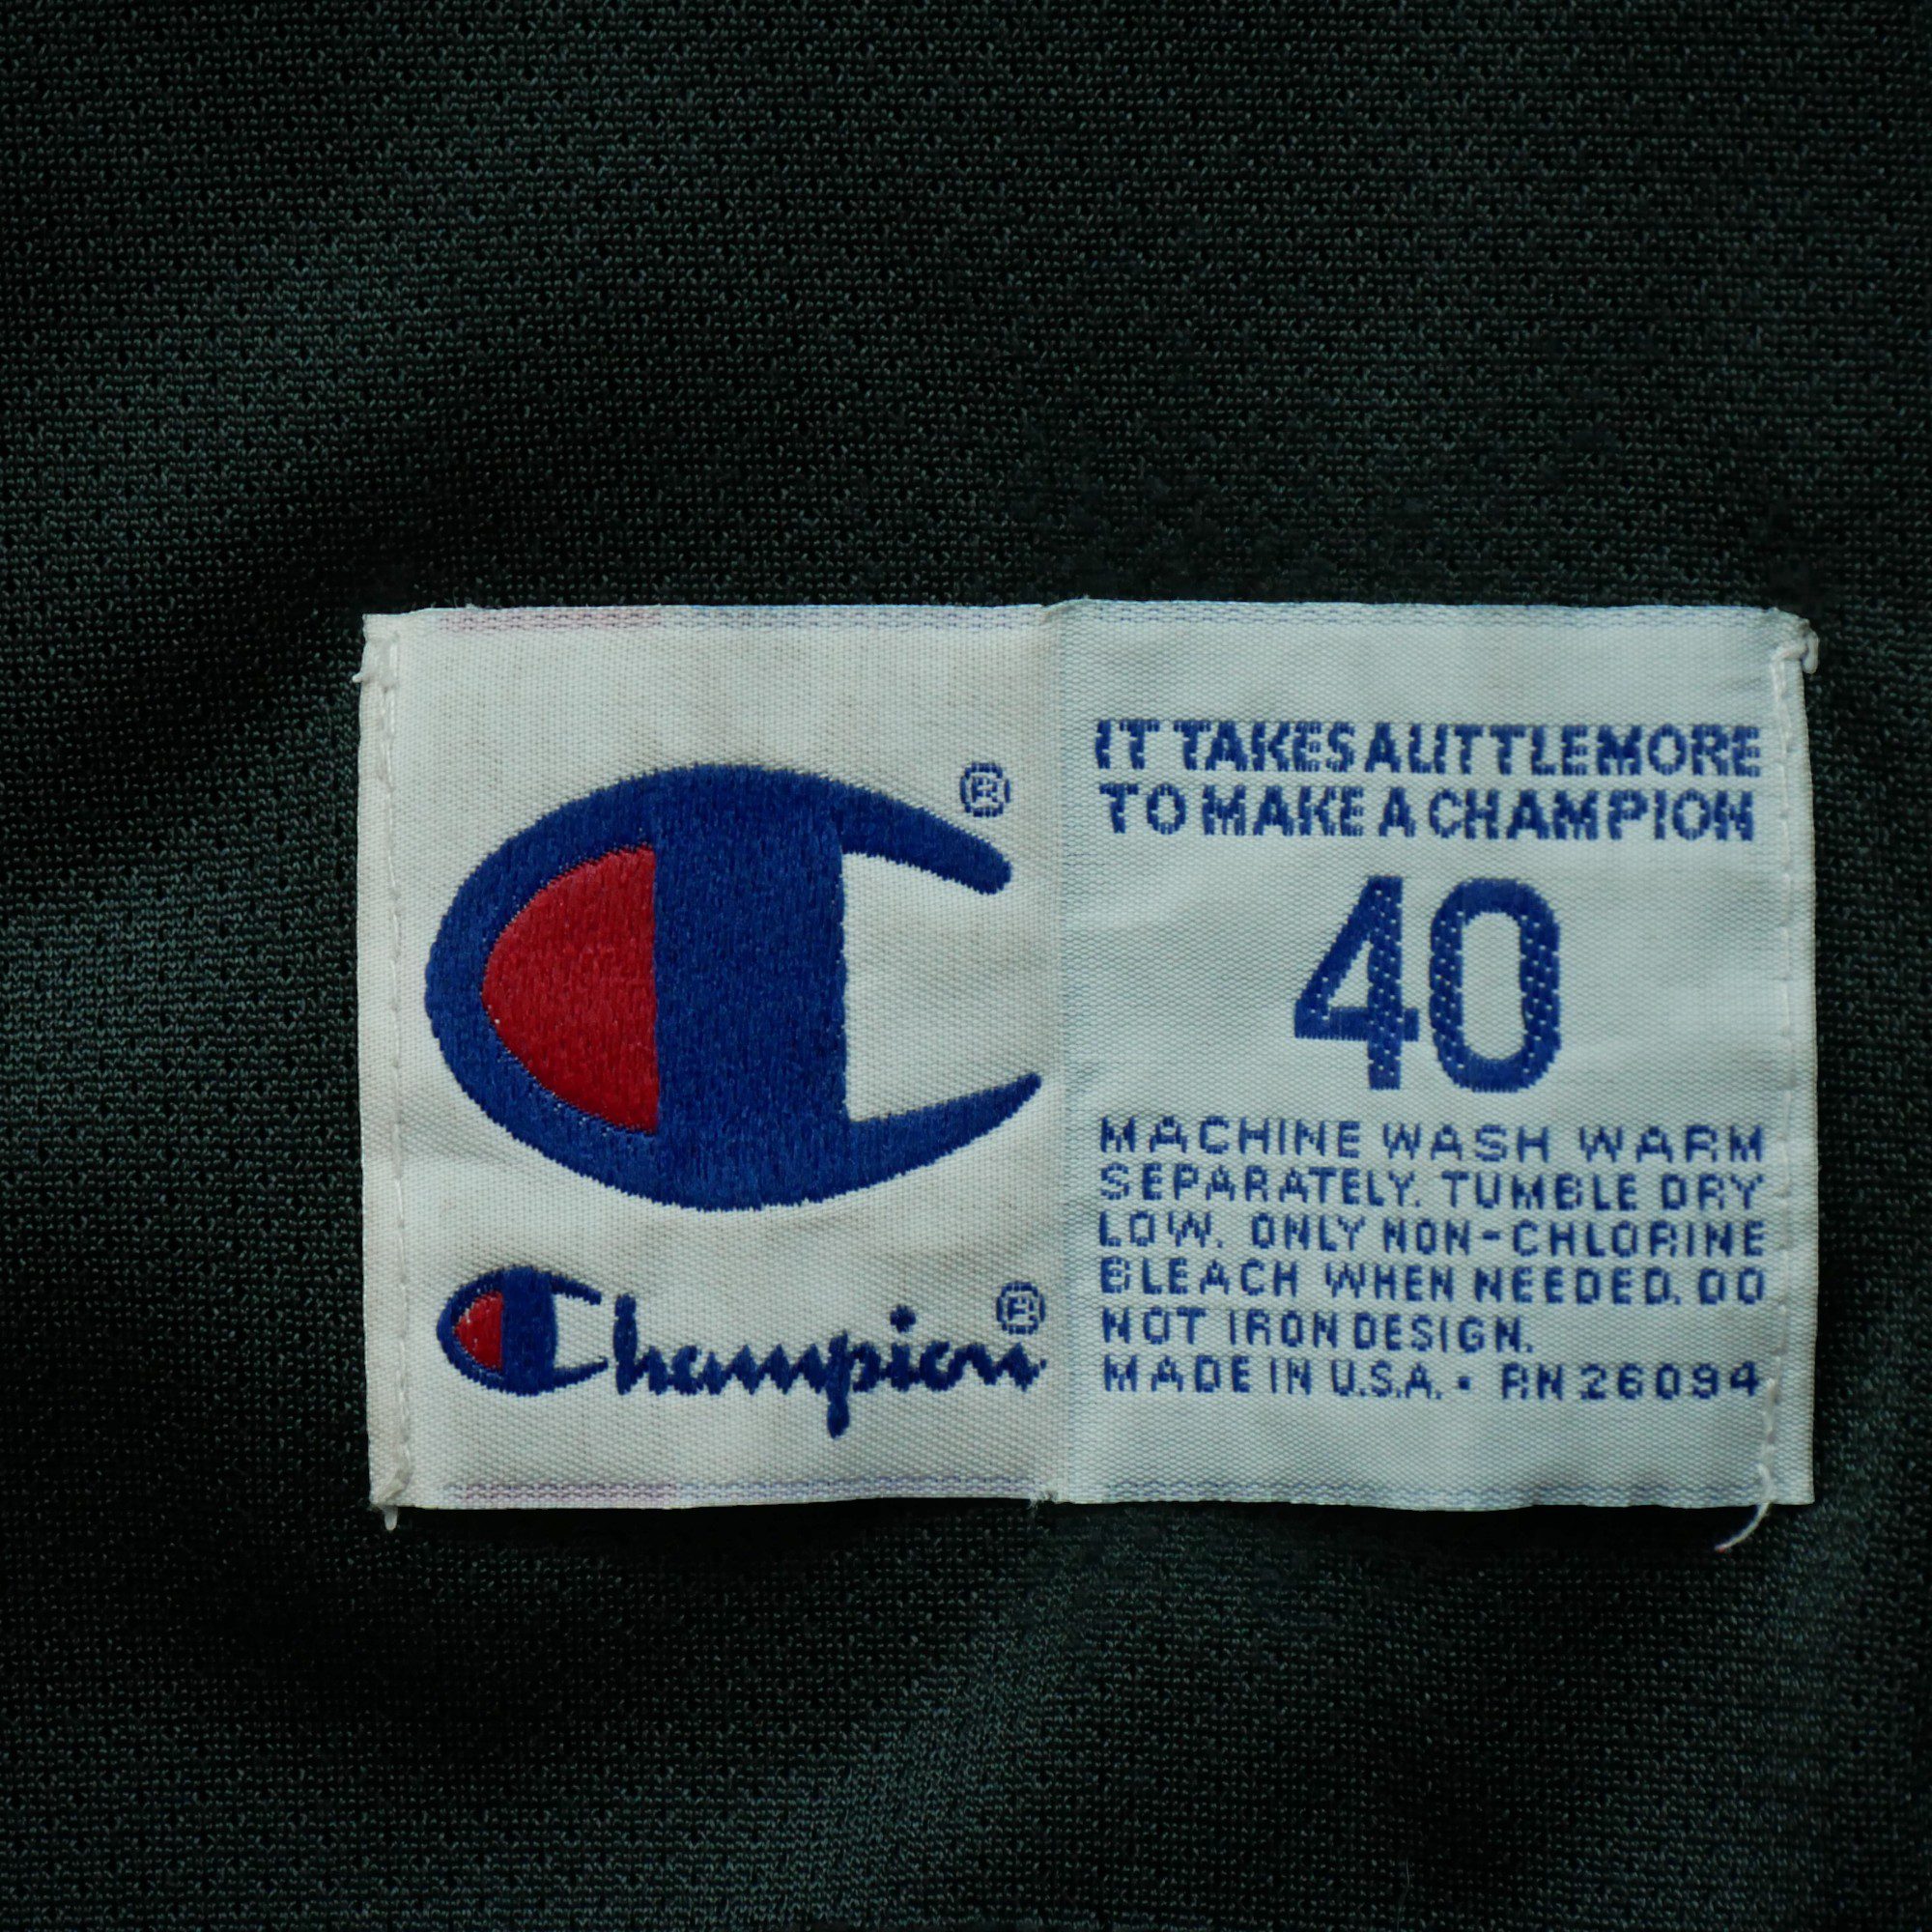 ®
Champion®
IT TAKES A LITTLE MORE
TO MAKE A CHAMPION
40
MACHINE WASH WARM
SEPARATELY. TUMBLE DRY
LOW. ONLY NON-CHLORINE
BLEACH WHEN NEEDED. DO
NOT IRON DESIGN.
MADE IN U.S.A. • RN 26094